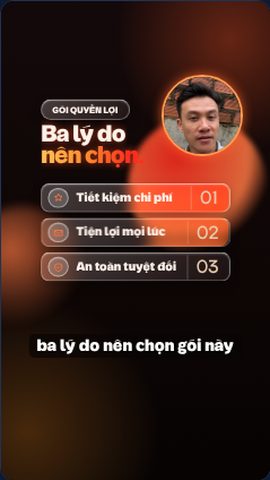 GÓI QUYỀN LỢI
Ba lý do
nên chọn
Tiết kiệm chi phí 01
Tiện lợi mọi lúc 02
An toàn tuyệt đối 03
ba lý do nên chọn gói này